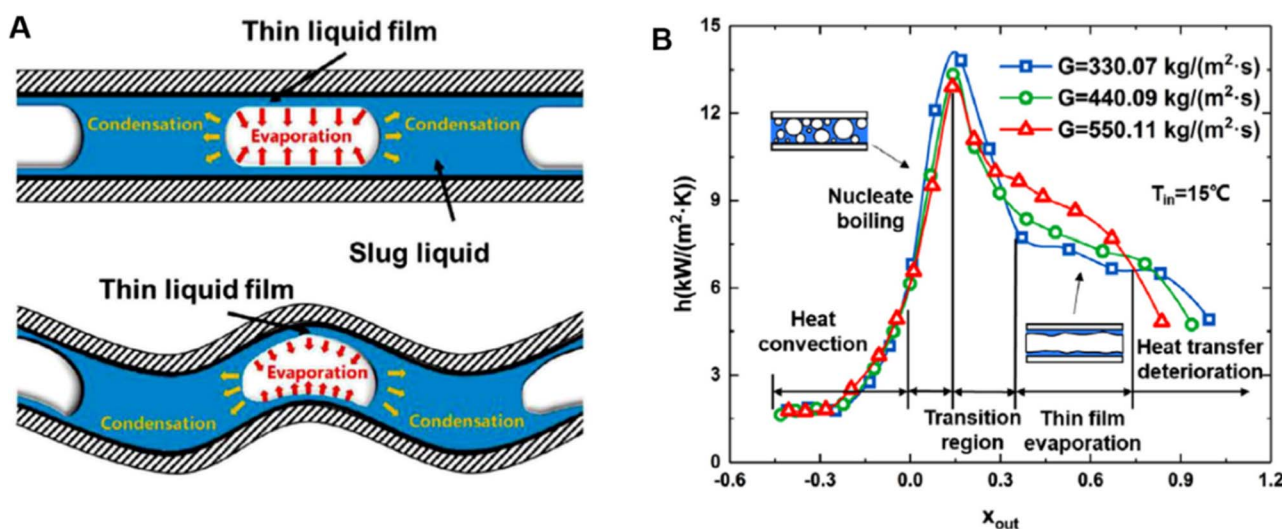 A
Thin liquid film
Condensation
Evaporation
Condensation
Slug liquid
Thin liquid film
Evaporation
Condensation
Condensation
B
15
12
9
6
3
0
h(kW/(m²·K)
G=330.07 kg/(m²·s)
G=440.09 kg/(m²·s)
G=550.11 kg/(m²·s)
Tin=15℃
Nucleate
boiling
Heat
convection
Transition
region
Thin film
evaporation
Heat transfer
deterioration
-0.6
-0.3
0.0
0.3
0.6
0.9
1.2
xout